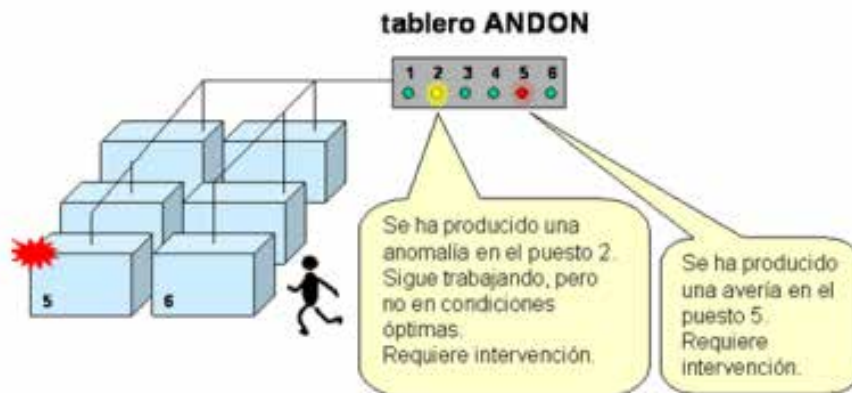 tablero ANDON
1 2 3 4 5 6
Se ha producido una
anomalía en el puesto 2.
Sigue trabajando, pero
no en condiciones
óptimas.
Requiere intervención.
Se ha producido
una avería en el
puesto 5.
Requiere
intervención.
5
6